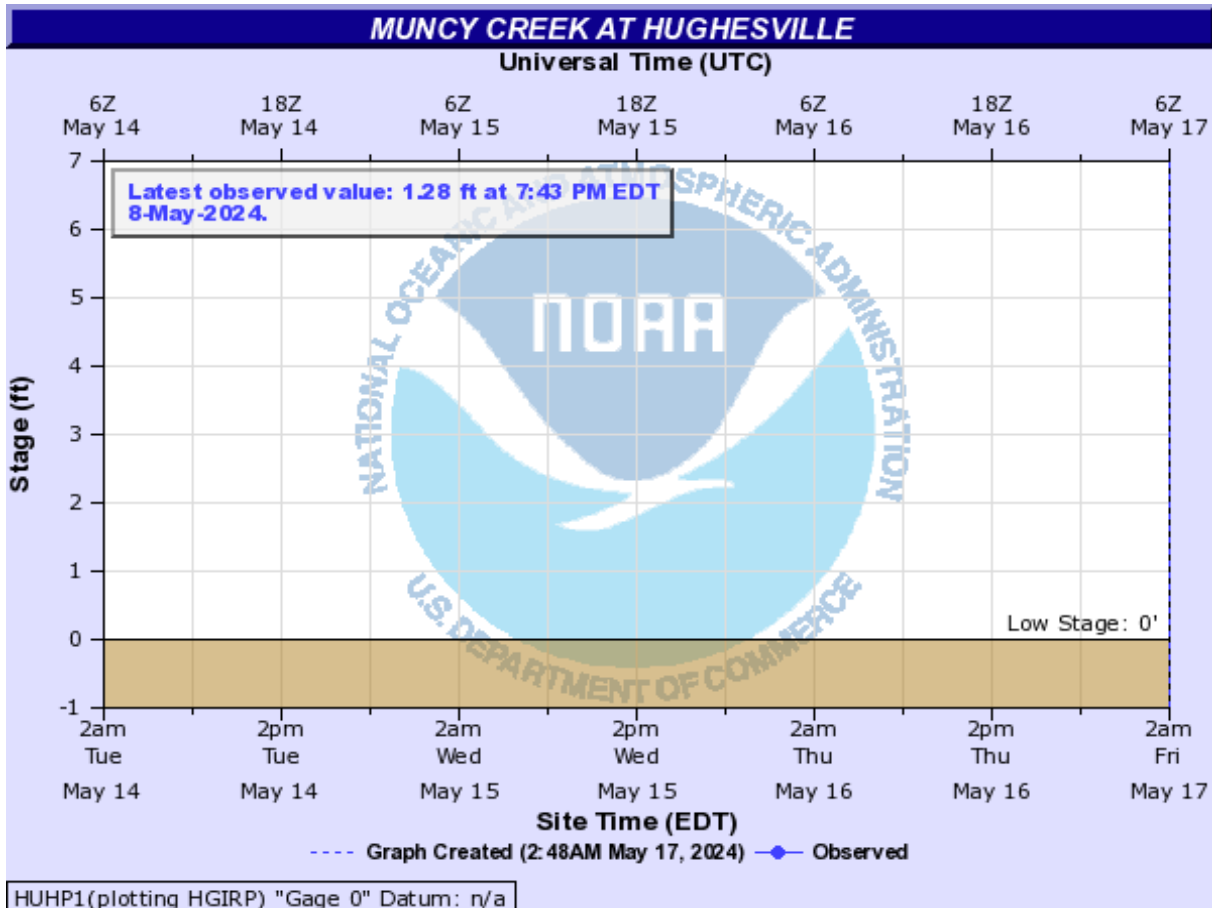 MUNCY CREEK AT HUGHESVILLE
Universal Time (UTC)
6Z 18Z 6Z 18Z 6Z 18Z 6Z
May 14 May 14 May 15 May 15 May 16 May 16 May 17
Latest observed value: 1.28 ft at 7:43 PM EDT
8-May-2024.
NATIONAL OCEANIC AND ATMOSPHERIC ADMINISTRATION
NOAA
U.S. DEPARTMENT OF COMMERCE
Stage (ft)
7
6
5
4
3
2
1
0
-1
Low Stage: 0'
2am 2pm 2am 2pm 2am 2pm 2am
Tue Tue Wed Wed Thu Thu Fri
May 14 May 14 May 15 May 15 May 16 May 16 May 17
Site Time (EDT)
Graph Created (2:48AM May 17, 2024) Observed
HUHP1(plotting HGIRP) "Gage 0" Datum: n/a